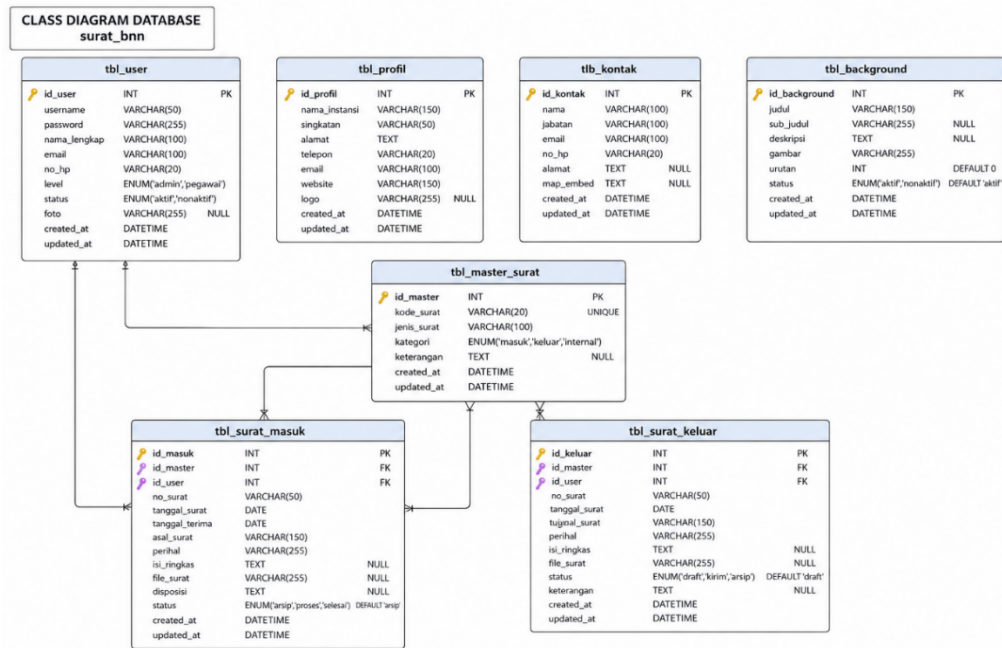 CLASS DIAGRAM DATABASE
surat_bnn
tbl_user
id_user INT PK
username VARCHAR(50)
password VARCHAR(255)
nama_lengkap VARCHAR(100)
email VARCHAR(100)
no_hp VARCHAR(20)
level ENUM('admin','pegawai')
status ENUM('aktif','nonaktif')
foto VARCHAR(255) NULL
created_at DATETIME
updated_at DATETIME
tbl_profil
id_profil INT PK
nama_instansi VARCHAR(150)
singkatan VARCHAR(50)
alamat TEXT
telepon VARCHAR(20)
email VARCHAR(100)
website VARCHAR(150)
logo VARCHAR(255) NULL
created_at DATETIME
updated_at DATETIME
tlb_kontak
id_kontak INT PK
nama VARCHAR(100)
jabatan VARCHAR(100)
email VARCHAR(100)
no_hp VARCHAR(20)
alamat TEXT NULL
map_embed TEXT NULL
created_at DATETIME
updated_at DATETIME
tbl_background
id_background INT PK
judul VARCHAR(150)
sub_judul VARCHAR(255) NULL
deskripsi TEXT NULL
gambar VARCHAR(255)
urutan INT DEFAULT 0
status ENUM('aktif','nonaktif') DEFAULT 'aktif'
created_at DATETIME
updated_at DATETIME
tbl_master_surat
id_master INT PK
kode_surat VARCHAR(20) UNIQUE
jenis_surat VARCHAR(100)
kategori ENUM('masuk','keluar','internal')
keterangan TEXT NULL
created_at DATETIME
updated_at DATETIME
tbl_surat_masuk
id_masuk INT PK
id_master INT FK
id_user INT FK
no_surat VARCHAR(50)
tanggal_surat DATE
tanggal_terima DATE
asal_surat VARCHAR(150)
perihal VARCHAR(255)
isi_ringkas TEXT NULL
file_surat VARCHAR(255) NULL
disposisi TEXT NULL
status ENUM('arsip','proses','selesai') DEFAULT 'arsip'
created_at DATETIME
updated_at DATETIME
tbl_surat_keluar
id_keluar INT PK
id_master INT FK
id_user INT FK
no_surat VARCHAR(50)
tanggal_surat DATE
VARCHAR(150)
perihal VARCHAR(255)
isi_ringkas TEXT NULL
file_surat VARCHAR(255) NULL
status ENUM('draft','kirim','arsip') DEFAULT 'draft'
keterangan TEXT NULL
created_at DATETIME
updated_at DATETIME